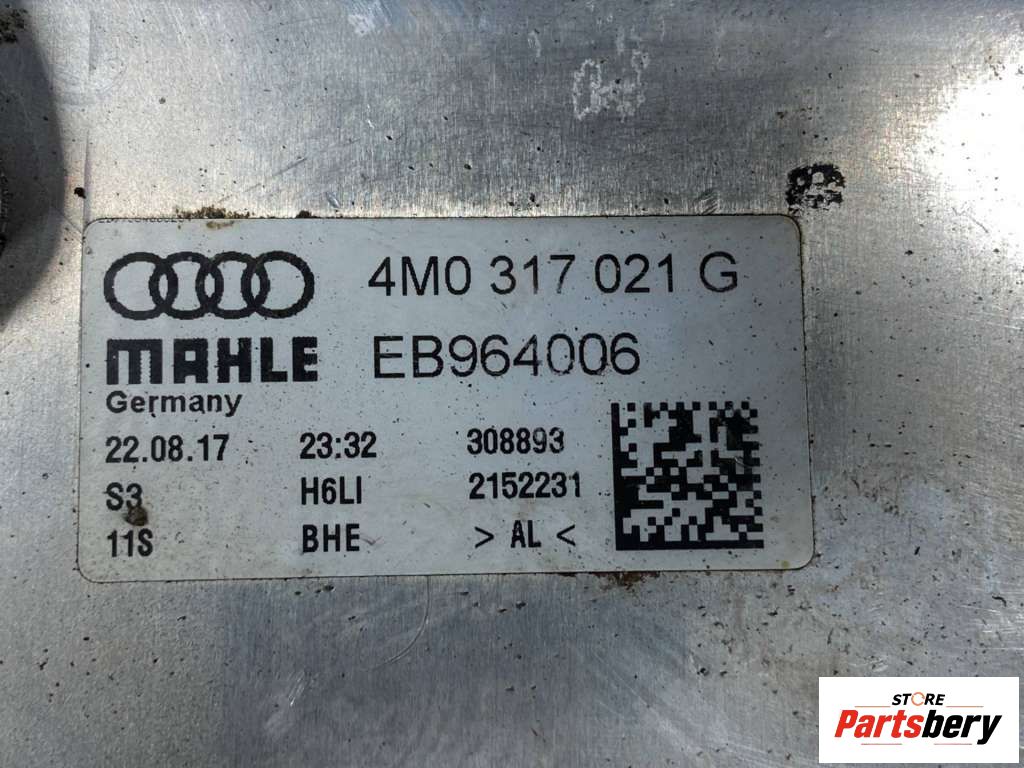 4M0 317 021 G
MAHLE EB964006
Germany
22.08.17 23:32 308893
S3 H6LI 2152231
11S BHE > AL <
STORE
Partsbery